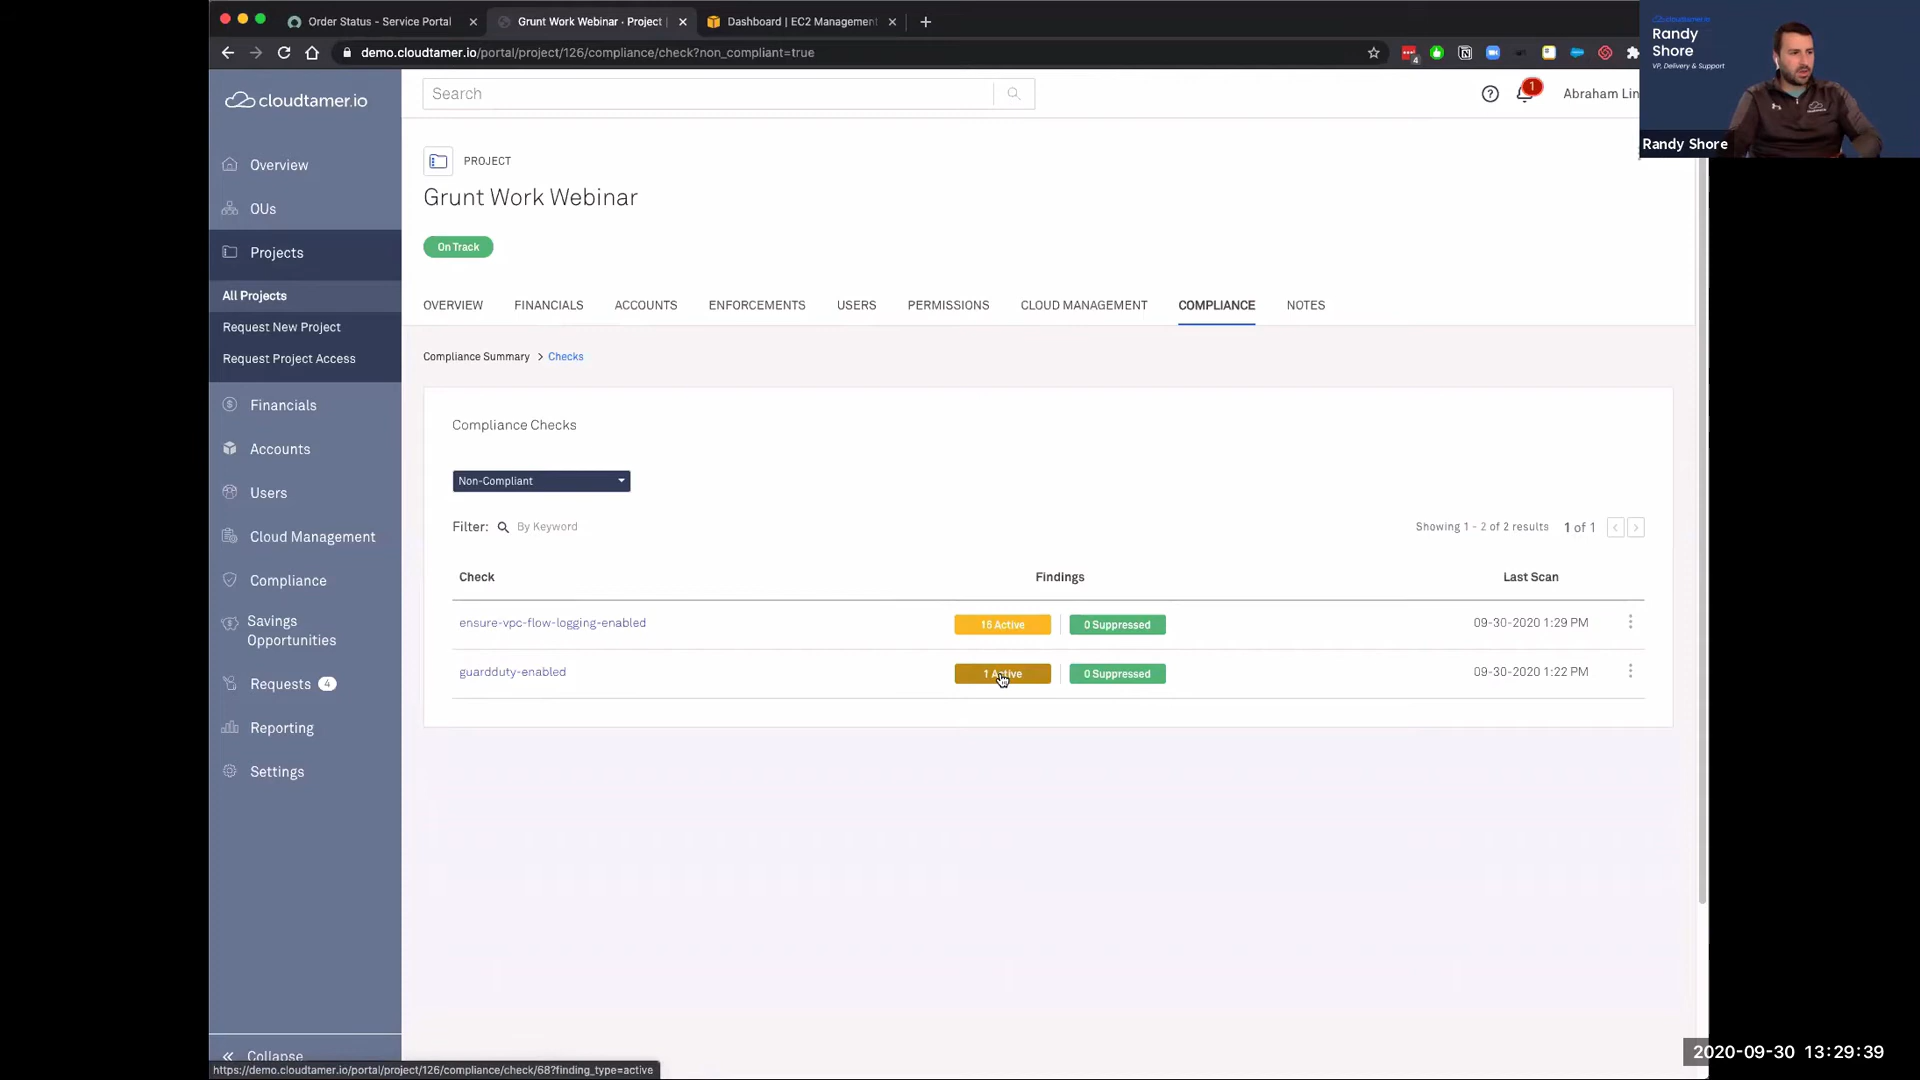 Order Status - Service Portal
Grunt Work Webinar · Project
Dashboard | EC2 Management
demo.cloudtamer.io/portal/project/126/compliance/check?non_compliant=true
4
cloudtamer.io
Randy
Shore
VP, Delivery & Support
Randy Shore
cloudtamer.io
Search
1
Abraham Lin
Overview
OUs
Projects
All Projects
Request New Project
Request Project Access
Financials
Accounts
Users
Cloud Management
Compliance
Savings
Opportunities
Requests 4
Reporting
Settings
Collapse
PROJECT
Grunt Work Webinar
On Track
OVERVIEW FINANCIALS ACCOUNTS ENFORCEMENTS USERS PERMISSIONS CLOUD MANAGEMENT COMPLIANCE NOTES
Compliance Summary > Checks
Compliance Checks
Non-Compliant
Filter: By Keyword
Showing 1 - 2 of 2 results 1 of 1
Check Findings Last Scan
ensure-vpc-flow-logging-enabled 15 Active 0 Suppressed 09-30-2020 1:29 PM
guardduty-enabled 1 Active 0 Suppressed 09-30-2020 1:22 PM
https://demo.cloudtamer.io/portal/project/126/compliance/check/68?finding_type=active
2020-09-30 13:29:39